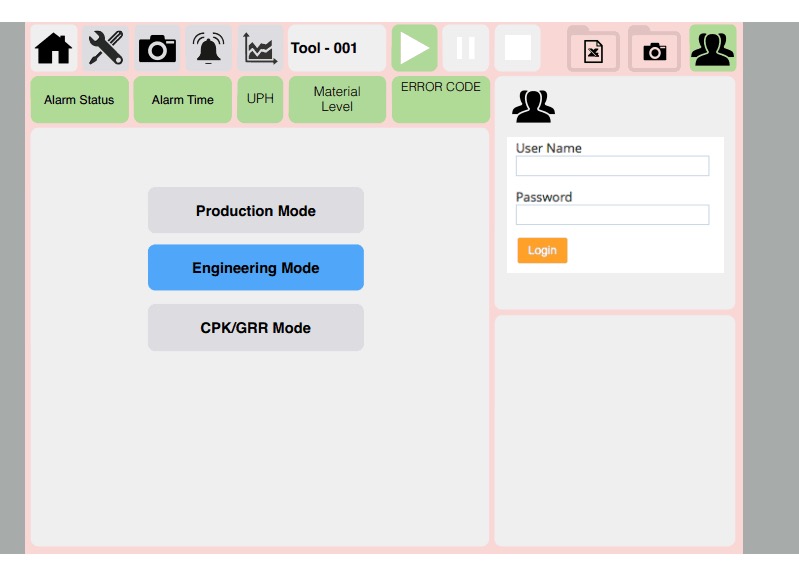 Tool - 001
Alarm Status
Alarm Time
UPH
Material
Level
ERROR CODE
Production Mode
Engineering Mode
CPK/GRR Mode
User Name
Password
Login